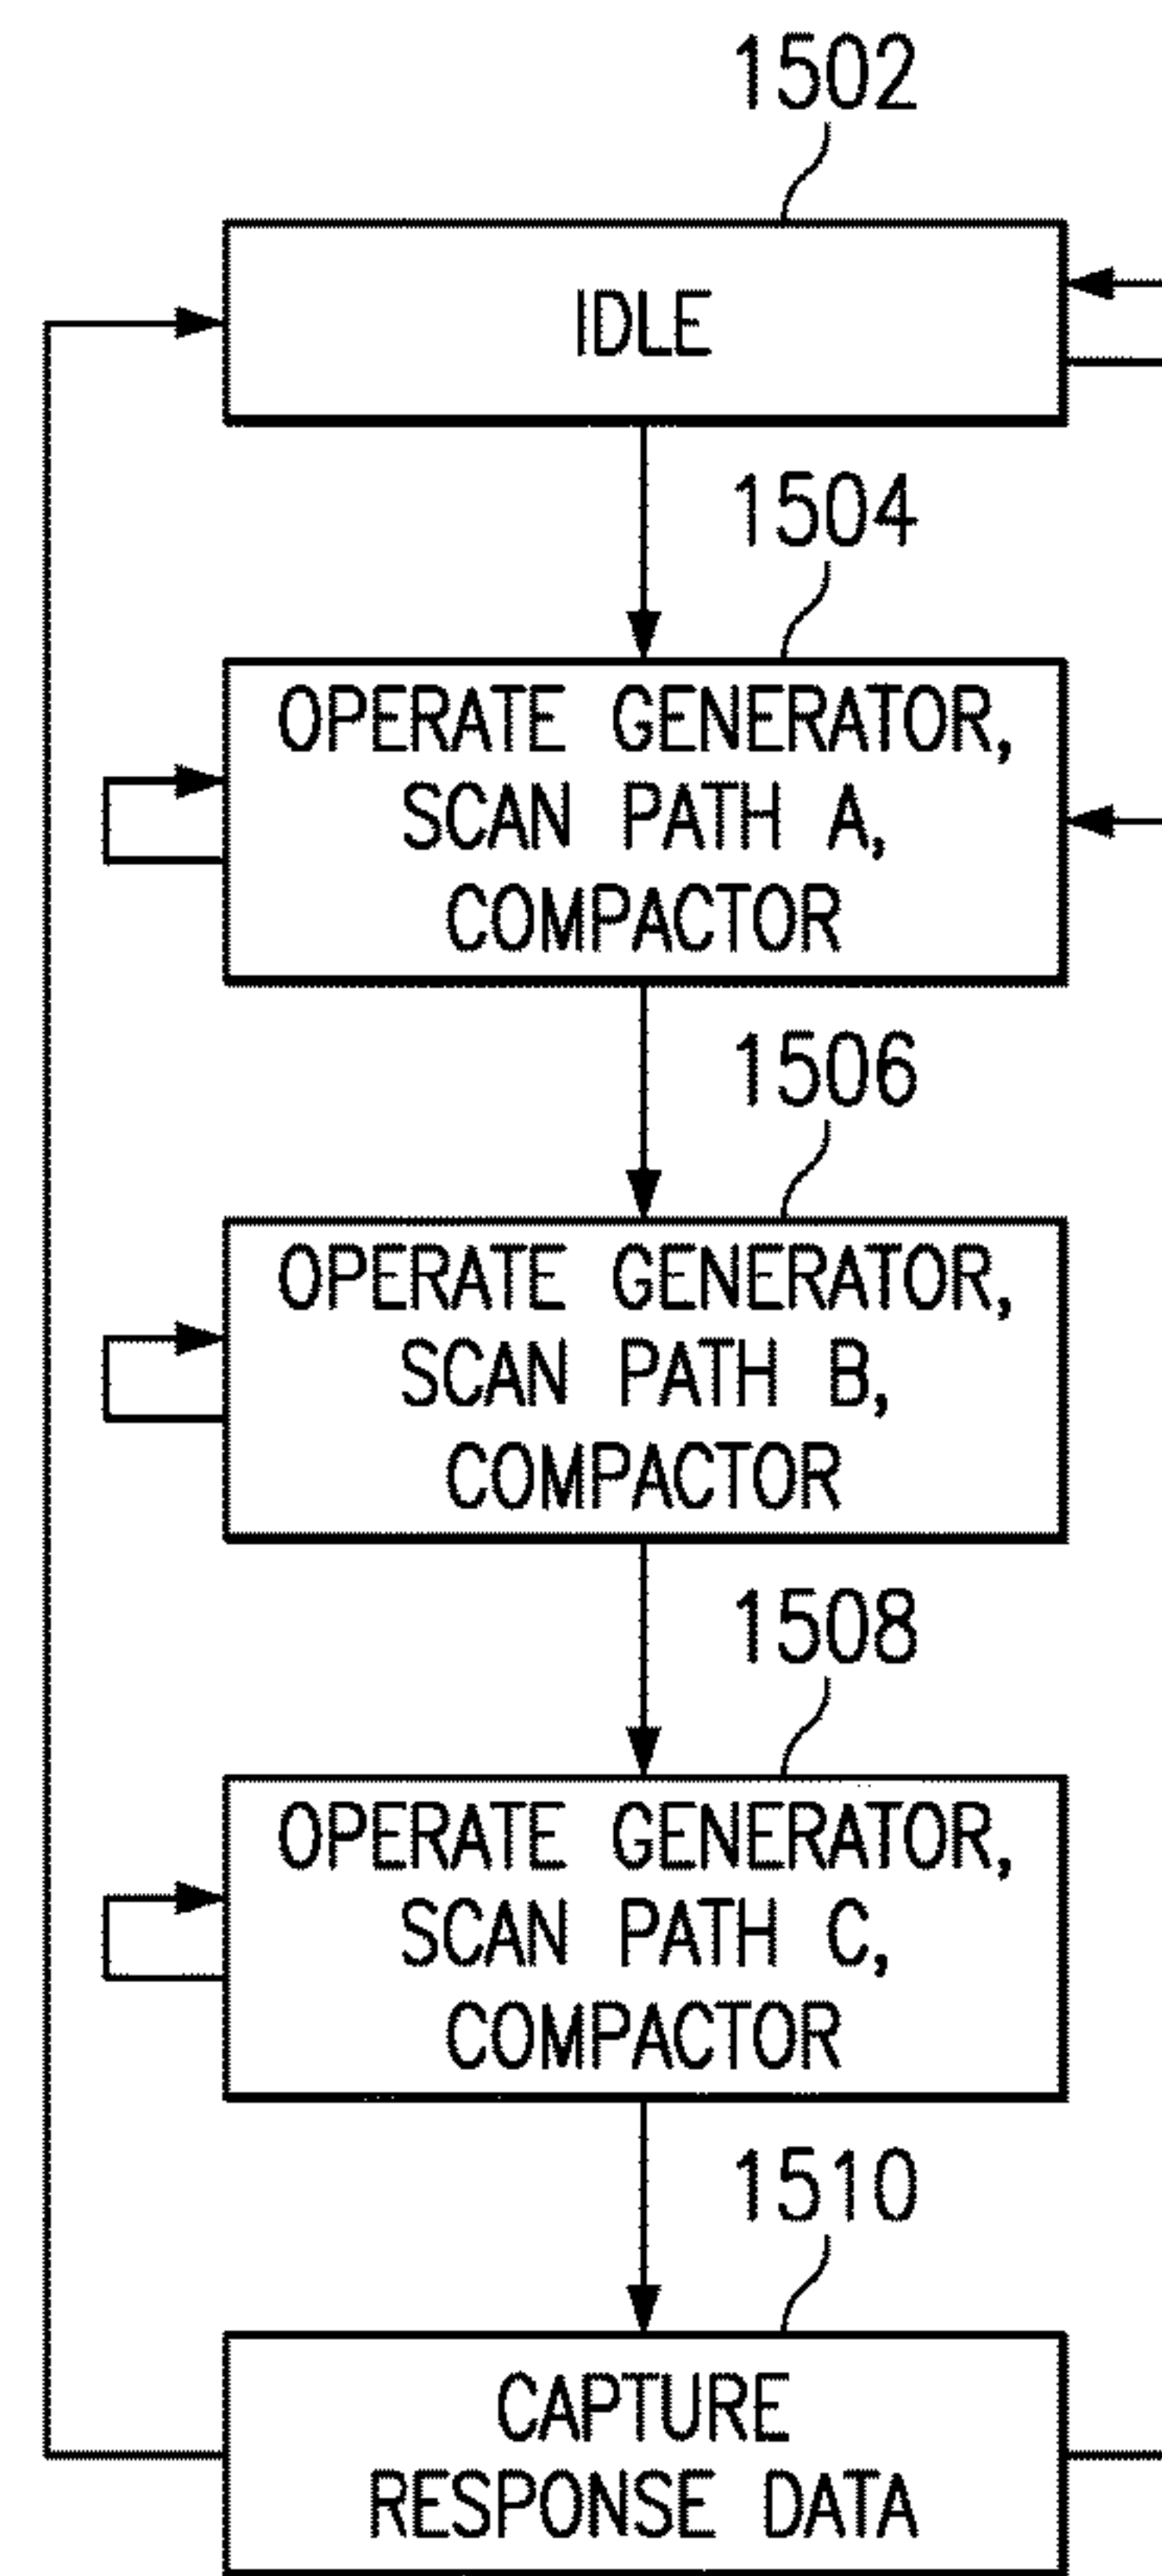 1502
IDLE
1504
OPERATE GENERATOR,
SCAN PATH A,
COMPACTOR
1506
OPERATE GENERATOR,
SCAN PATH B,
COMPACTOR
1508
OPERATE GENERATOR,
SCAN PATH C,
COMPACTOR
1510
CAPTURE
RESPONSE DATA